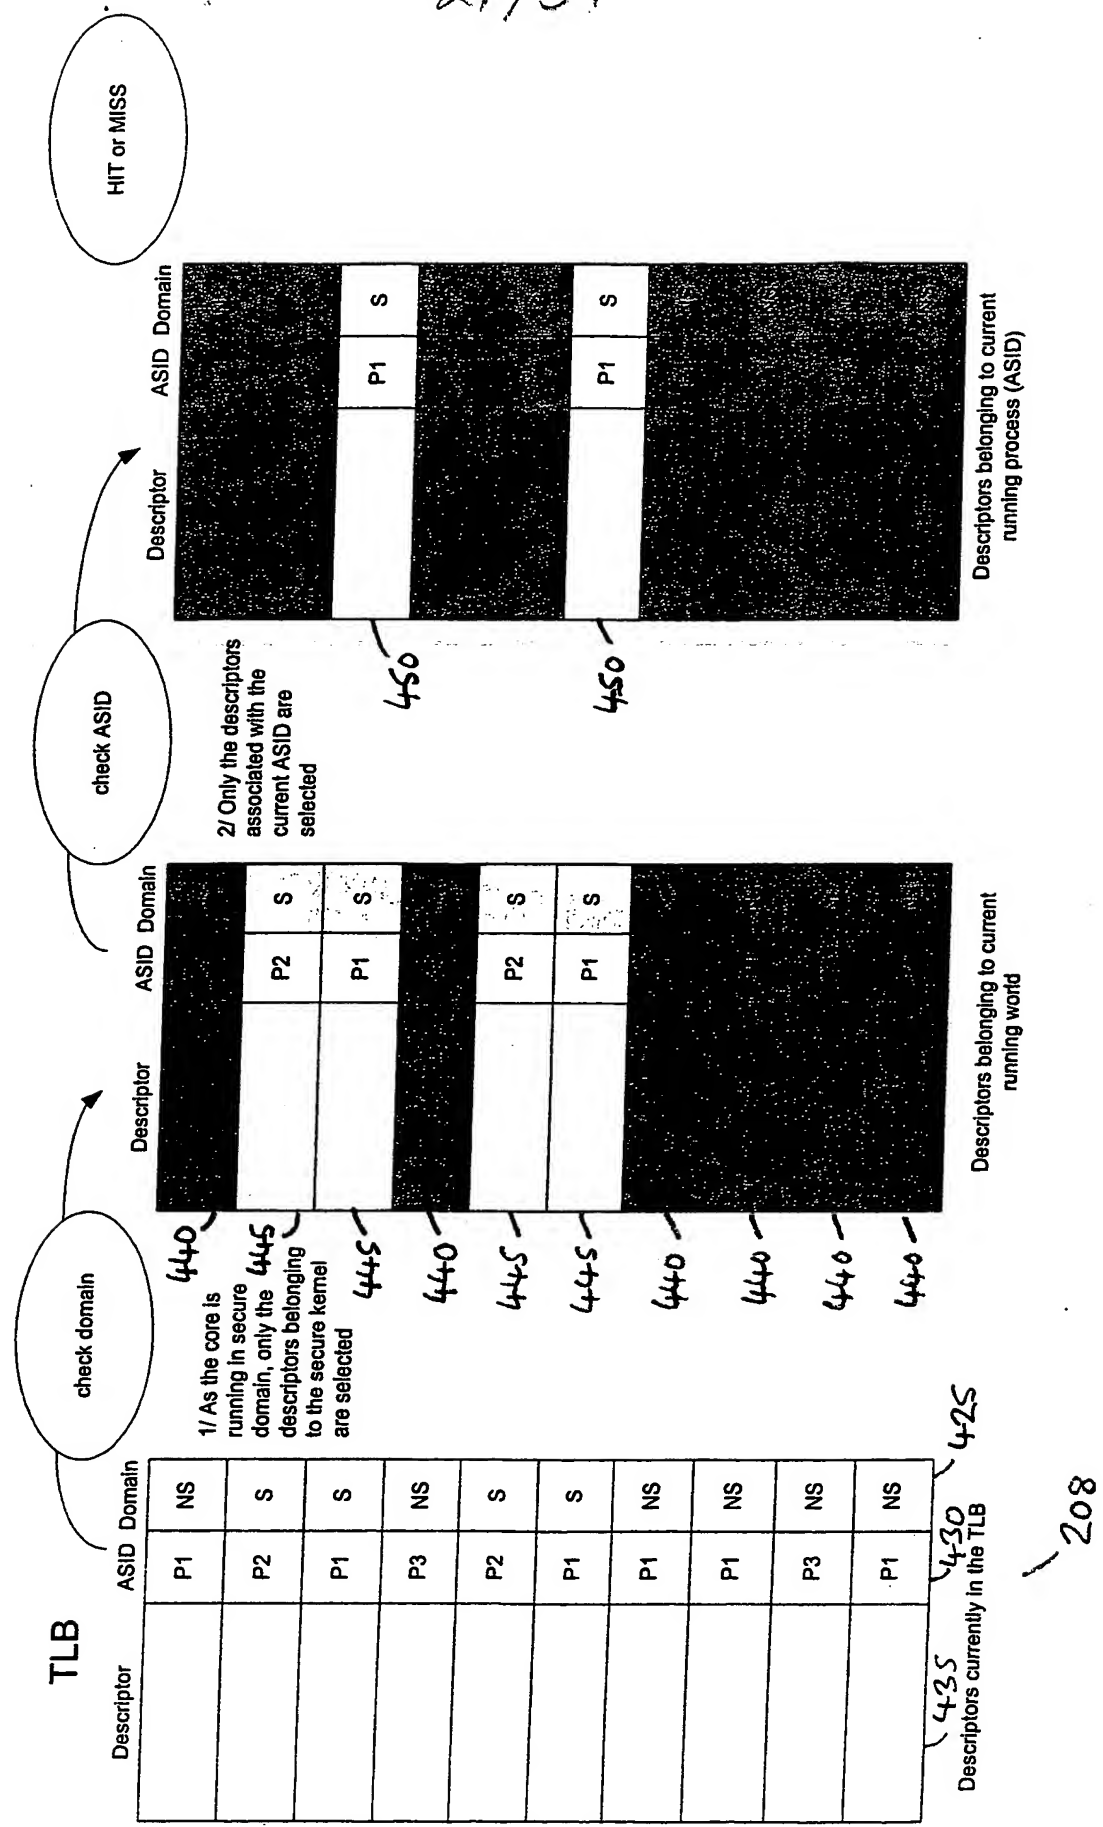 TLB
Descriptor ASID Domain
P1 NS
P2 S
P1 S
P3 NS
P2 S
P1 S
P1 NS
P1 NS
P3 NS
P1 NS
435 430 425
Descriptors currently in the TLB
208
check domain
1/ As the core is
running in secure
domain, only the
descriptors belonging
to the secure kernel
are selected
Descriptor ASID Domain
440
445 P2 S
445 P1 S
440
445 P2 S
445 P1 S
440
440
440
440
Descriptors belonging to current
running world
check ASID
2/ Only the descriptors
associated with the
current ASID are
selected
Descriptor ASID Domain
450 P1 S
450 P1 S
Descriptors belonging to current
running process (ASID)
HIT or MISS